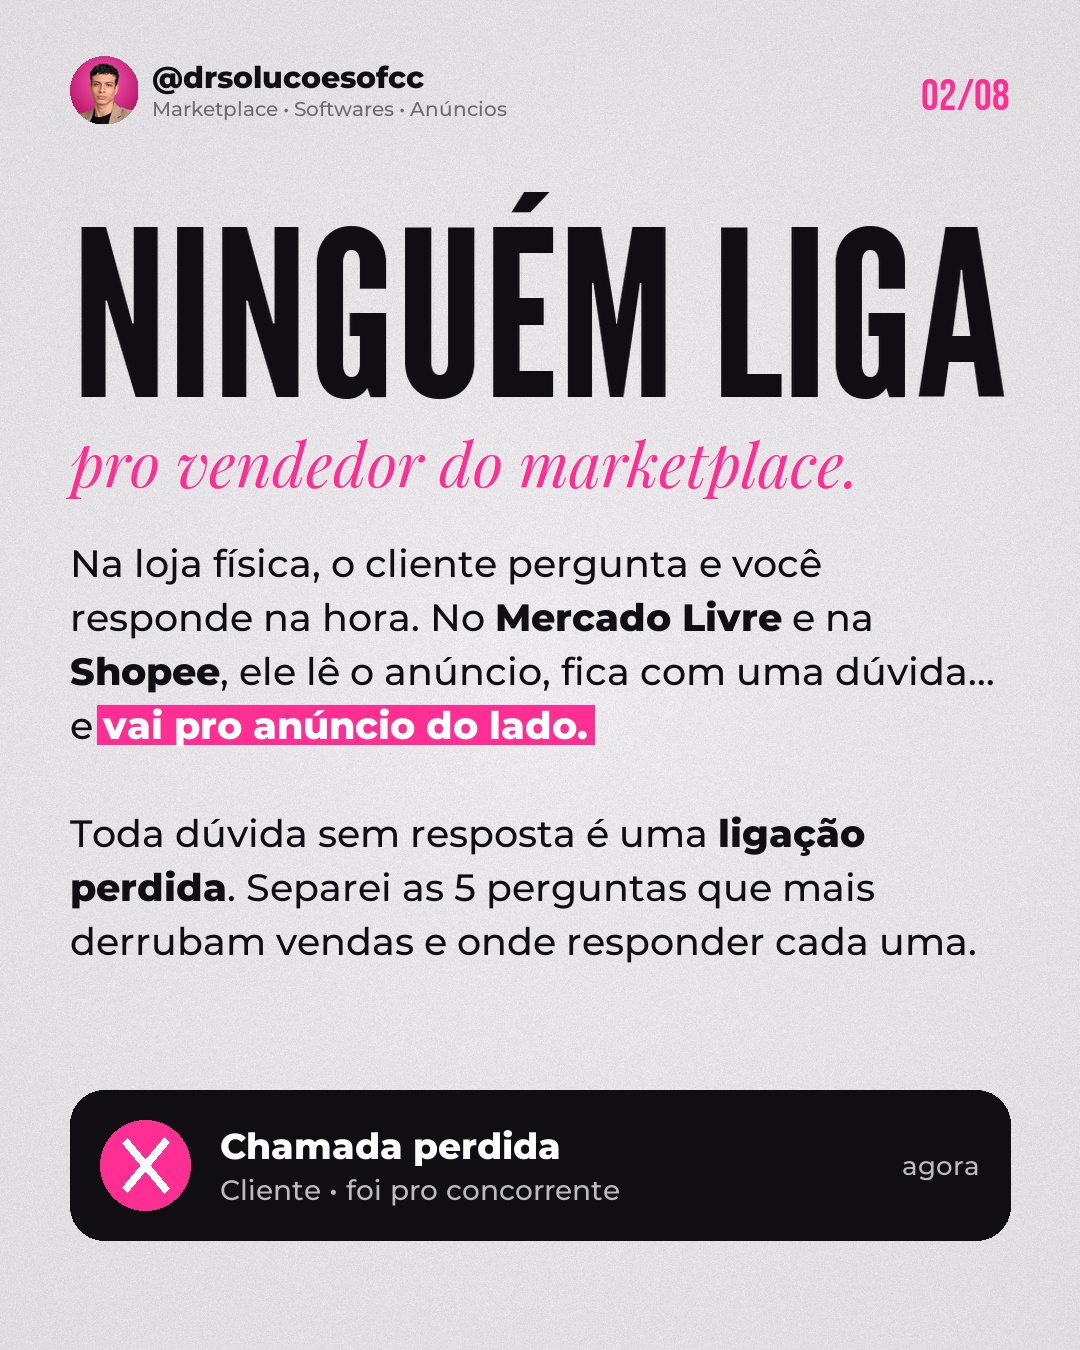 @drsolucoesofcc
Marketplace • Softwares • Anúncios
02/08
NINGUÉM LIGA
pro vendedor do marketplace.
Na loja física, o cliente pergunta e você
responde na hora. No Mercado Livre e na
Shopee, ele lê o anúncio, fica com uma dúvida...
e vai pro anúncio do lado.
Toda dúvida sem resposta é uma ligação
perdida. Separei as 5 perguntas que mais
derrubam vendas e onde responder cada uma.
Chamada perdida
Cliente • foi pro concorrente
agora